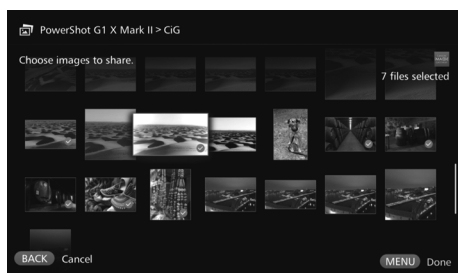 PowerShot G1 X Mark II > CiG
Choose images to share.
7 files selected
BACK Cancel
MENU Done